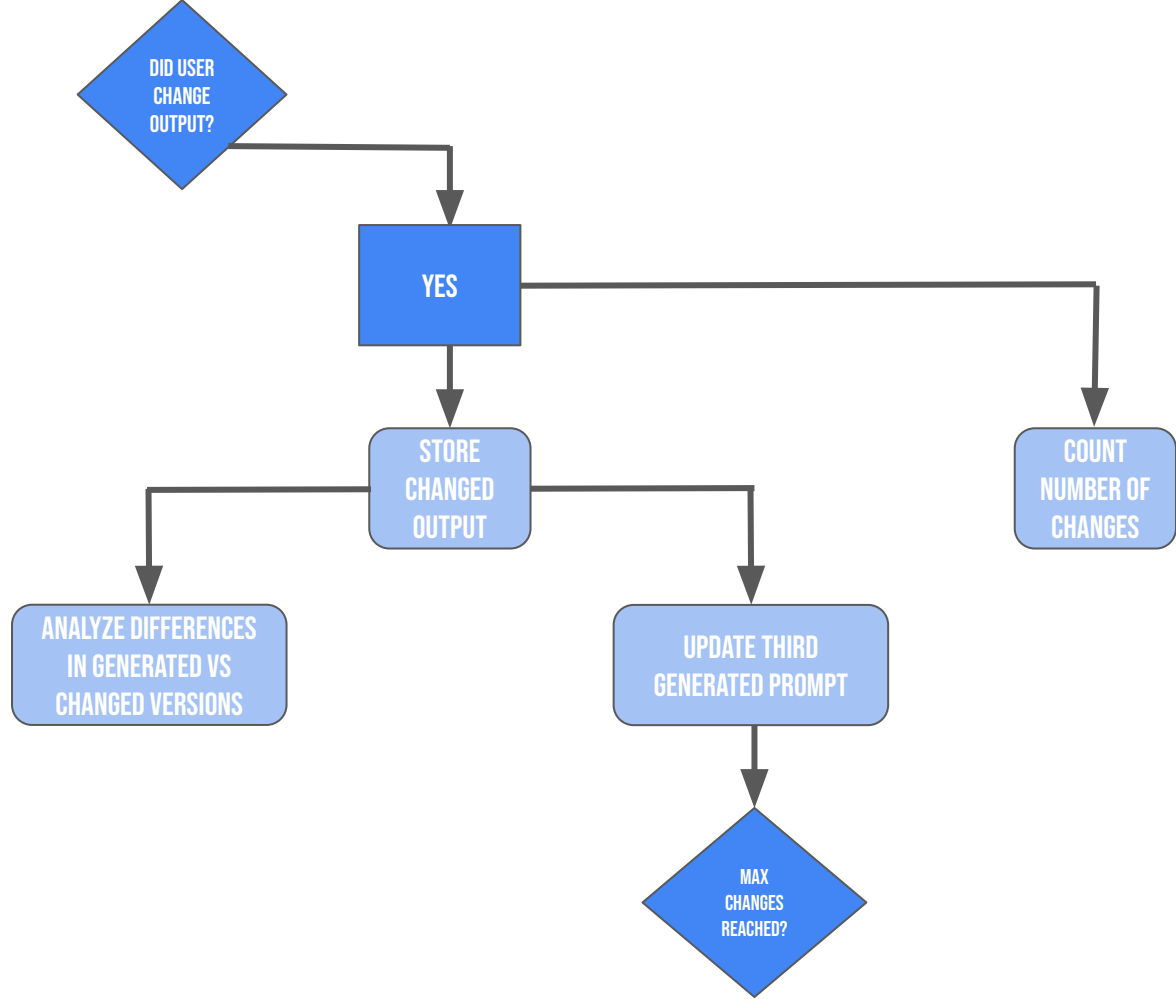 DID USER
CHANGE
OUTPUT?
YES
STORE
CHANGED
OUTPUT
COUNT
NUMBER OF
CHANGES
ANALYZE DIFFERENCES
IN GENERATED VS
CHANGED VERSIONS
UPDATE THIRD
GENERATED PROMPT
MAX
CHANGES
REACHED?